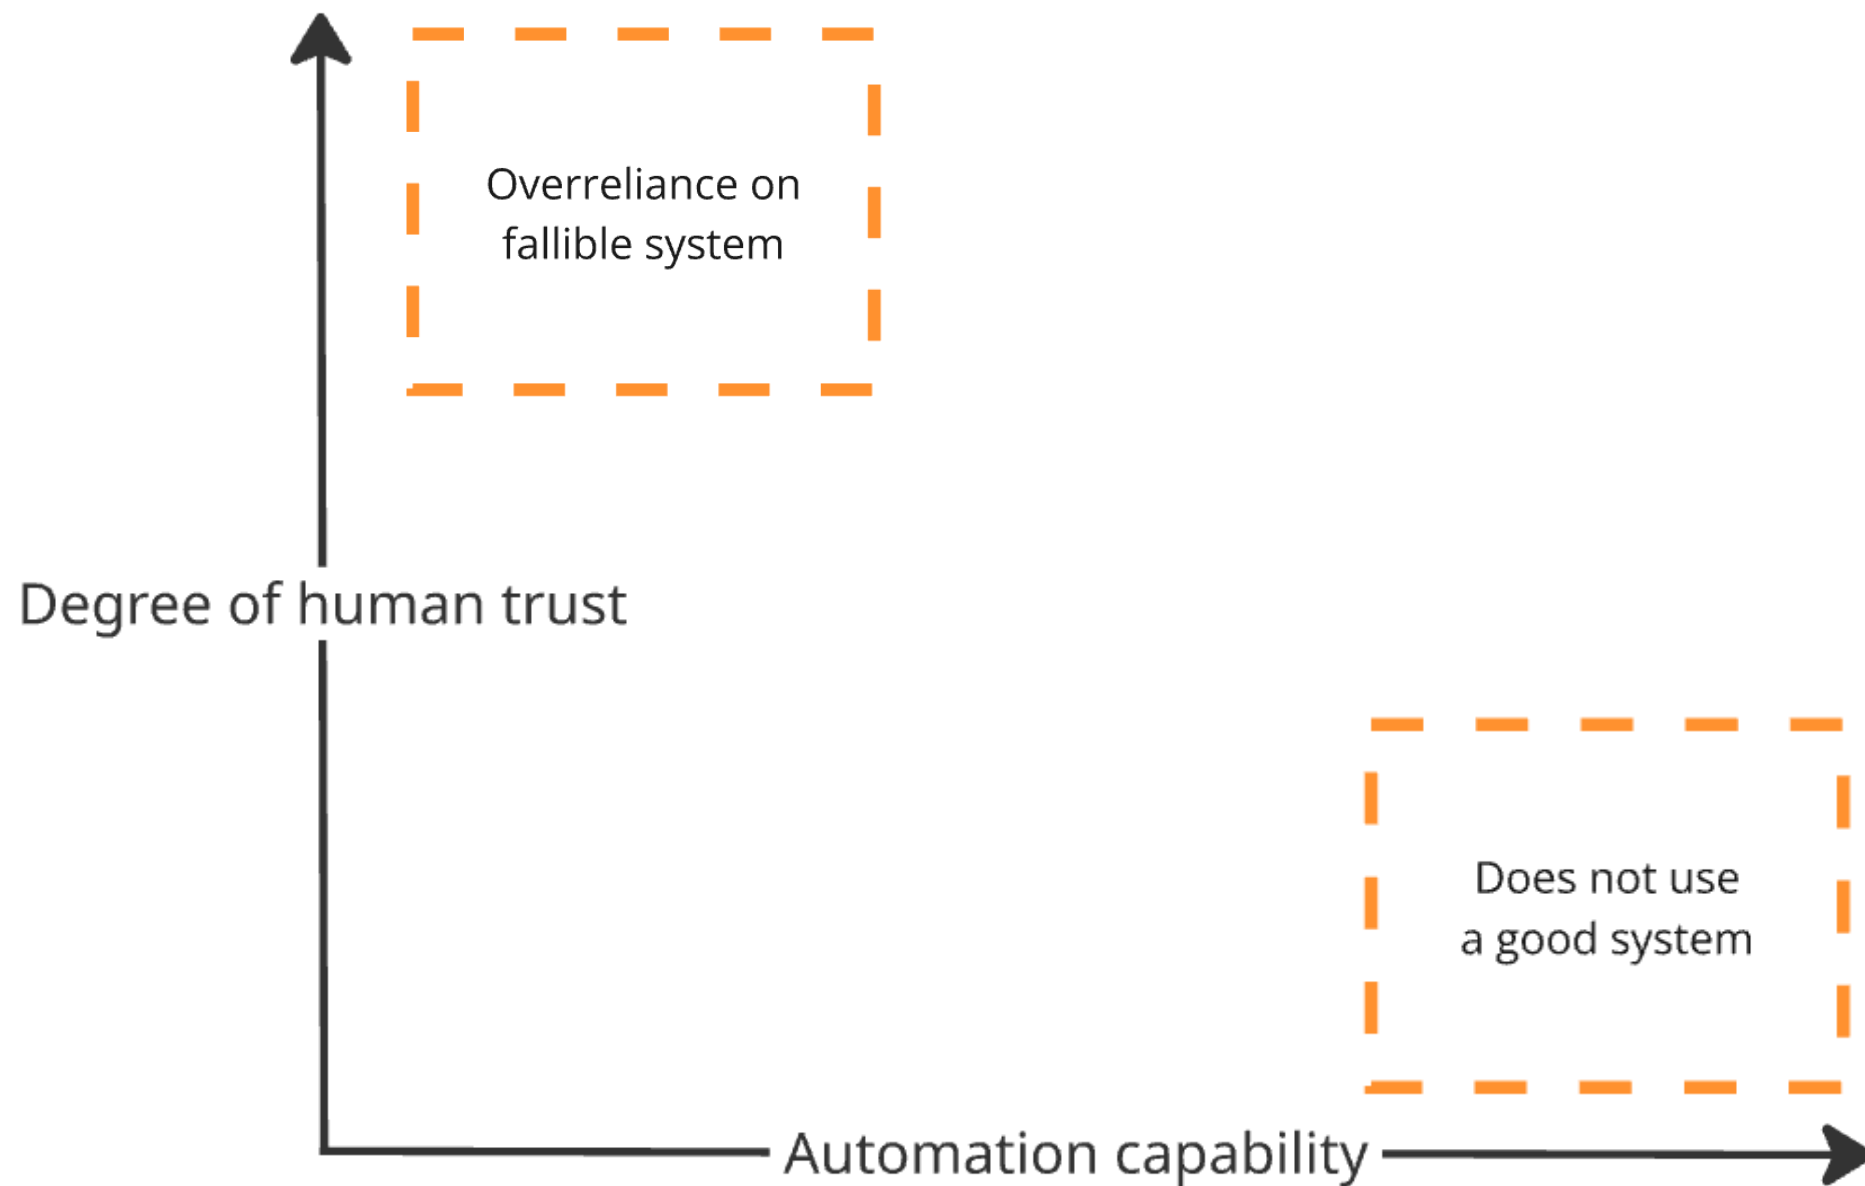 Overreliance on
fallible system
Degree of human trust
Does not use
a good system
Automation capability